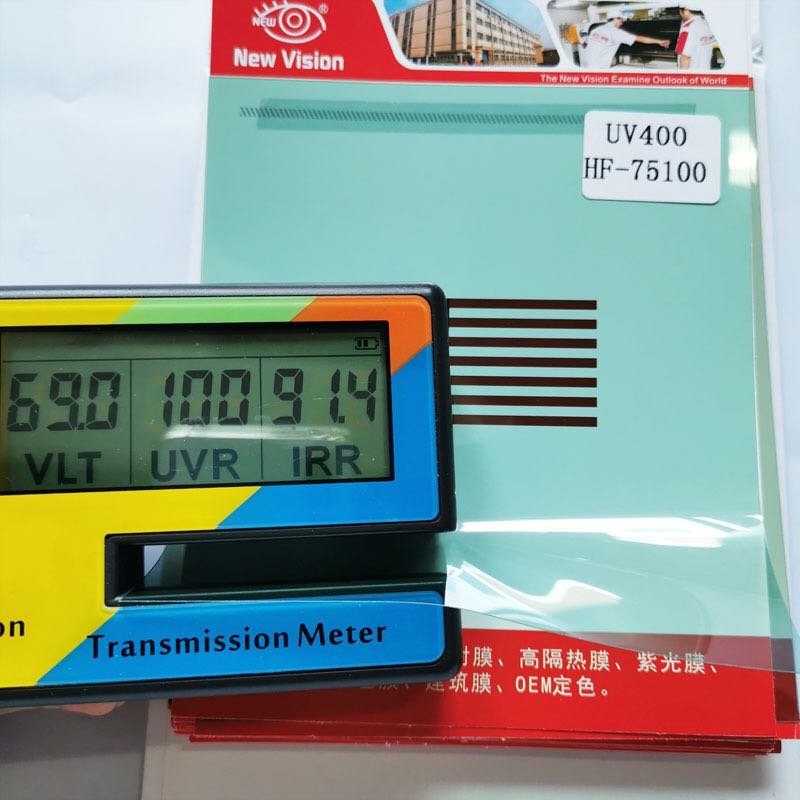 NEW
®
New Vision
The New Vision Examine Outlook of World
UV400
HF-75100
69.0 100 91.4
VLT UVR IRR
on
Transmission Meter
射膜、高隔热膜、紫光膜、
建筑膜、OEM定色。